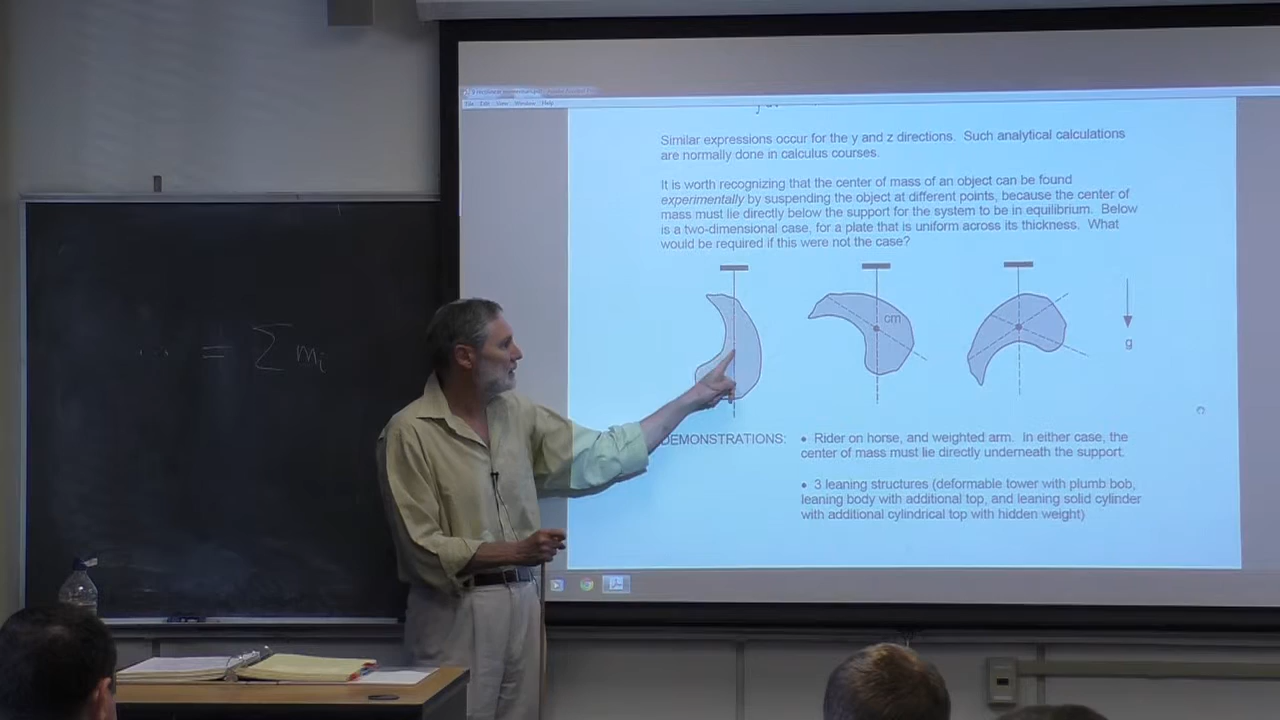 File Edit View Window Help
Similar expressions occur for the y and z directions. Such analytical calculations
are normally done in calculus courses.
It is worth recognizing that the center of mass of an object can be found
experimentally by suspending the object at different points, because the center of
mass must lie directly below the support for the system to be in equilibrium. Below
is a two-dimensional case, for a plate that is uniform across its thickness. What
would be required if this were not the case?
cm
g
= Σ mᵢ
DEMONSTRATIONS:
• Rider on horse, and weighted arm. In either case, the
center of mass must lie directly underneath the support.
• 3 leaning structures (deformable tower with plumb bob,
leaning body with additional top, and leaning solid cylinder
with additional cylindrical top with hidden weight)